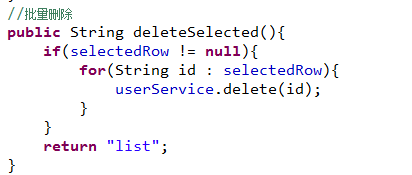 //批量删除
public String deleteSelected(){
    if(selectedRow != null){
        for(String id : selectedRow){
            userService.delete(id);
        }
    }
    return "list";
}